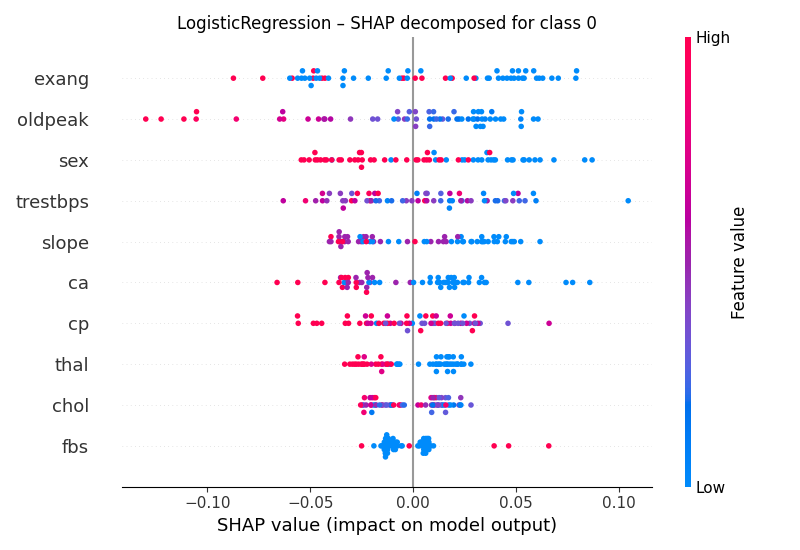 LogisticRegression – SHAP decomposed for class 0
High
exang
oldpeak
sex
trestbps
slope
ca
cp
thal
chol
fbs
Feature value
Low
−0.10
−0.05
0.00
0.05
0.10
SHAP value (impact on model output)